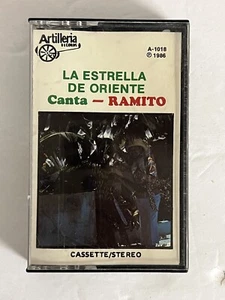 Artilleria
A-1018
℗ 1986
LA ESTRELLA
DE ORIENTE
Canta - RAMITO
CASSETTE/STEREO